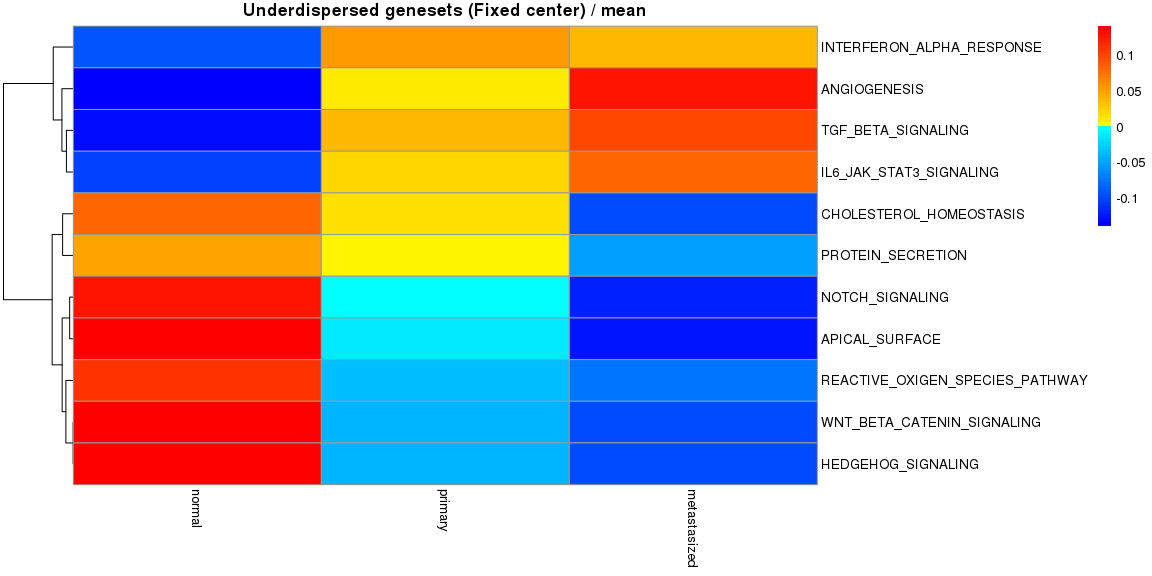 Underdispersed genesets (Fixed center) / mean
INTERFERON_ALPHA_RESPONSE
ANGIOGENESIS
TGF_BETA_SIGNALING
IL6_JAK_STAT3_SIGNALING
CHOLESTEROL_HOMEOSTASIS
PROTEIN_SECRETION
NOTCH_SIGNALING
APICAL_SURFACE
REACTIVE_OXIGEN_SPECIES_PATHWAY
WNT_BETA_CATENIN_SIGNALING
HEDGEHOG_SIGNALING
normal
primary
metastasized
0.1
0.05
0
-0.05
-0.1